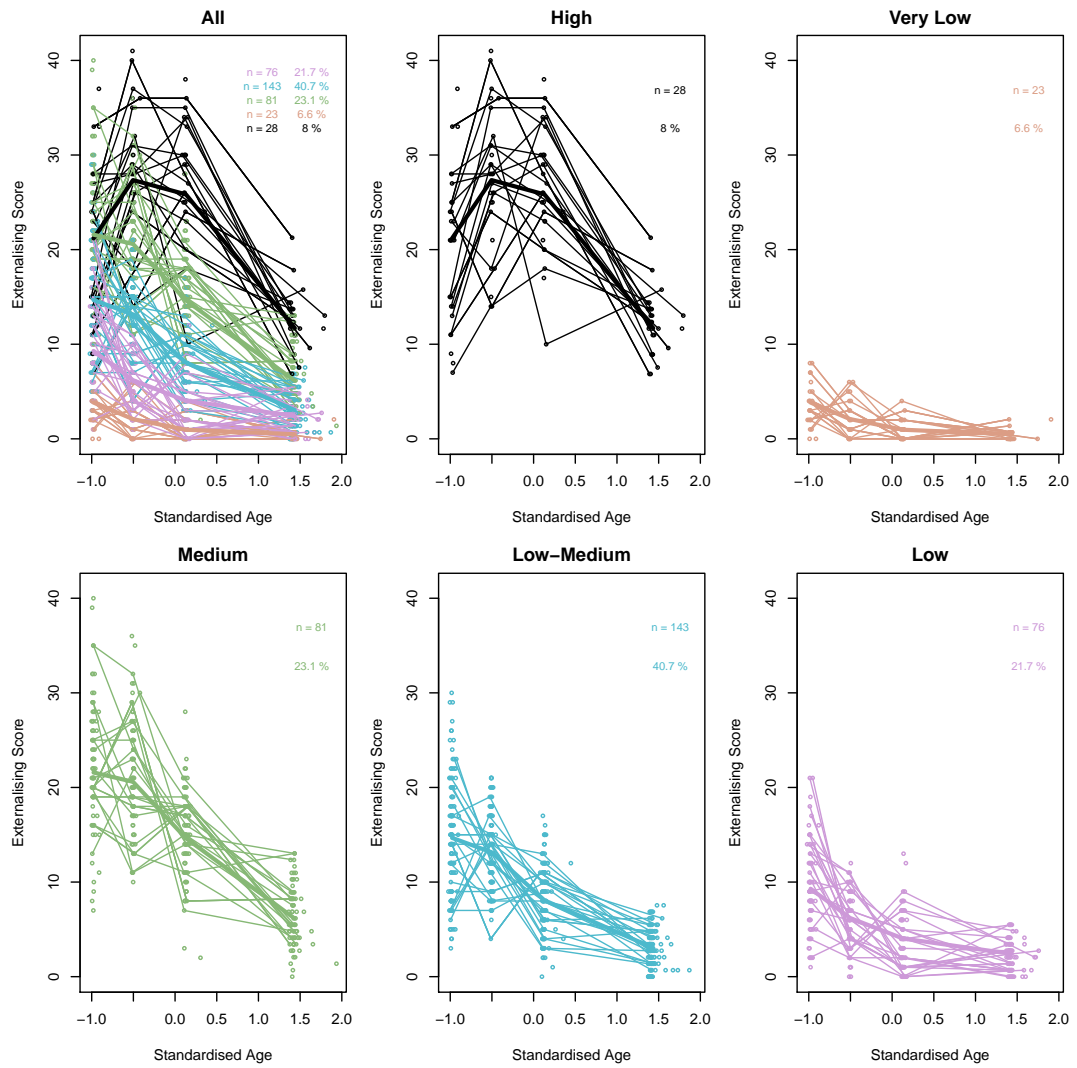 All
High
Very Low
n = 76 21.7 %
n = 143 40.7 %
n = 81 23.1 %
n = 23 6.6 %
n = 28 8 %
n = 28
8 %
n = 23
6.6 %
Externalising Score
0 10 20 30 40
Externalising Score
0 10 20 30 40
Externalising Score
0 10 20 30 40
−1.0 0.0 0.5 1.0 1.5 2.0
−1.0 0.0 0.5 1.0 1.5 2.0
−1.0 0.0 0.5 1.0 1.5 2.0
Standardised Age
Standardised Age
Standardised Age
Medium
Low−Medium
Low
n = 81
23.1 %
n = 143
40.7 %
n = 76
21.7 %
Externalising Score
0 10 20 30 40
Externalising Score
0 10 20 30 40
Externalising Score
0 10 20 30 40
−1.0 0.0 0.5 1.0 1.5 2.0
−1.0 0.0 0.5 1.0 1.5 2.0
−1.0 0.0 0.5 1.0 1.5 2.0
Standardised Age
Standardised Age
Standardised Age